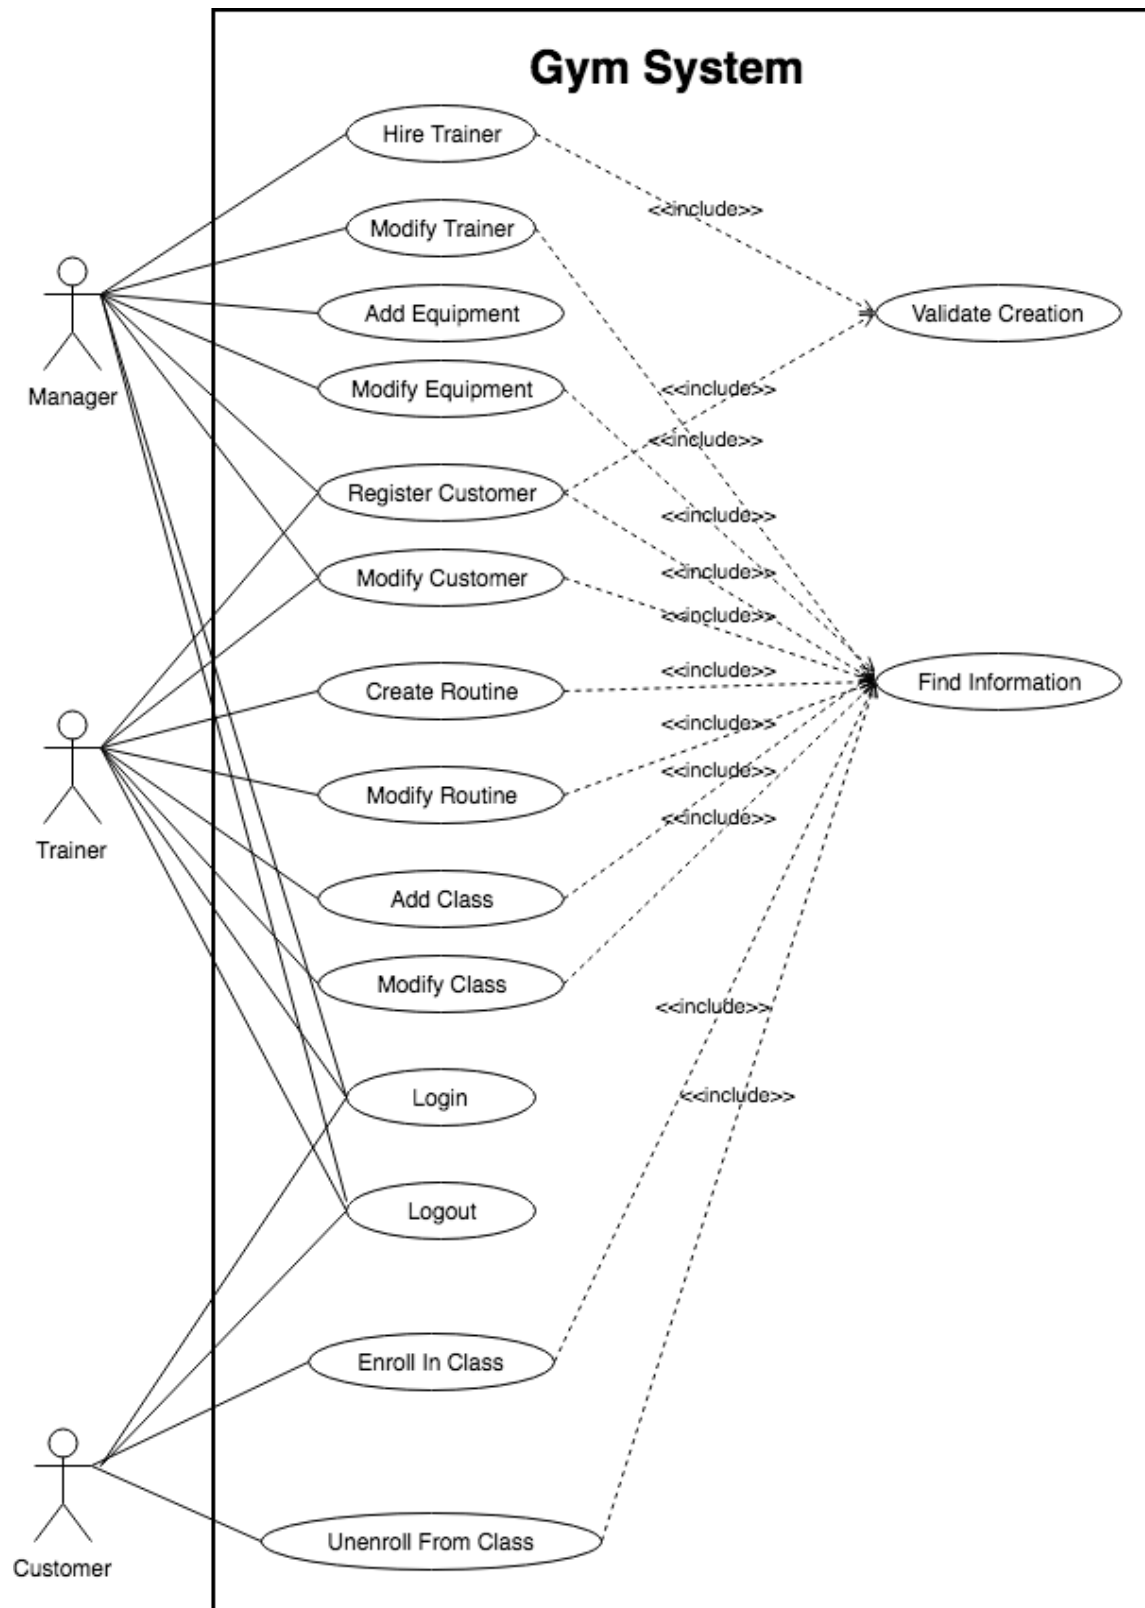 Gym System
Hire Trainer
<<include>>
Modify Trainer
Add Equipment
Validate Creation
Manager
Modify Equipment
<<include>>
<<include>>
Register Customer
<<include>>
<<include>>
Modify Customer
<<include>>
<<include>>
Create Routine
Find Information
<<include>>
<<include>>
Modify Routine
Trainer
<<include>>
Add Class
Modify Class
<<include>>
Login
<<include>>
Logout
Enroll In Class
Unenroll From Class
Customer